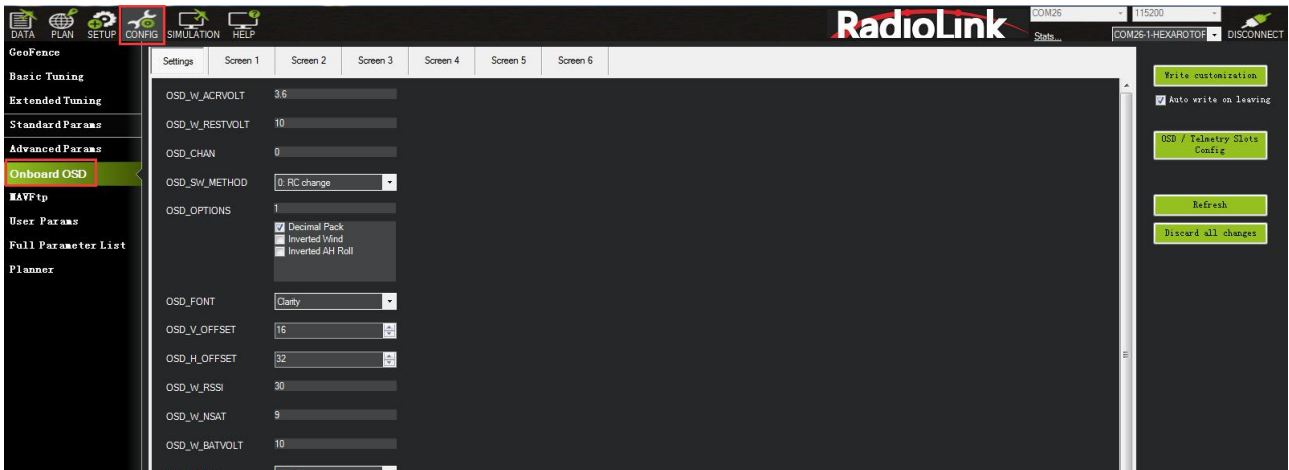 DATA PLAN SETUP CONFIG SIMULATION HELP
RadioLink
COM26 115200
Stats...
COM26-1-HEXAROTOF DISCONNECT
GeoFence
Basic Tuning
Extended Tuning
Standard Params
Advanced Params
Onboard OSD
MAVFtp
User Params
Full Parameter List
Planner
Settings Screen 1 Screen 2 Screen 3 Screen 4 Screen 5 Screen 6
OSD_W_ACRVOLT 3.6
OSD_W_RESTVOLT 10
OSD_CHAN 0
OSD_SW_METHOD 0: RC change
OSD_OPTIONS 1
Decimal Pack
Inverted Wind
Inverted AH Roll
OSD_FONT Clarity
OSD_V_OFFSET 16
OSD_H_OFFSET 32
OSD_W_RSSI 30
OSD_W_NSAT 9
OSD_W_BATVOLT 10
Write customization
Auto write on leaving
OSD / Telmetry Slots
Config
Refresh
Discard all changes